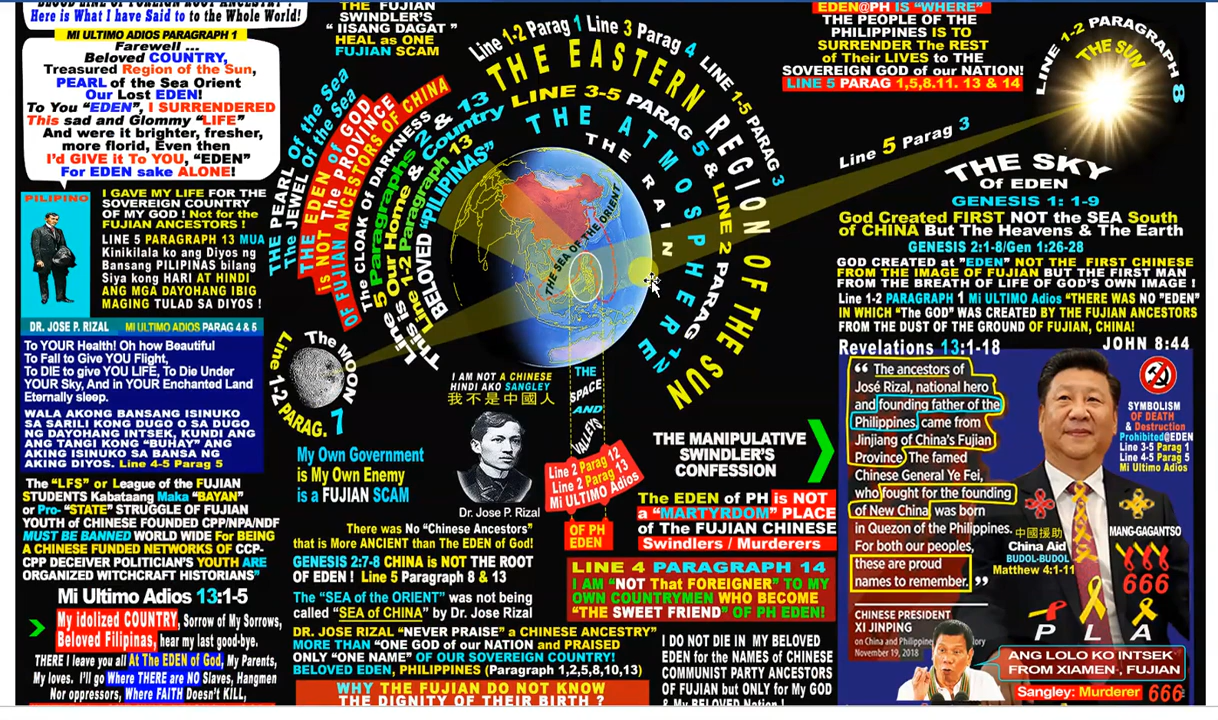 BLOOD LINE OF FOREIGN ROOT ANCESTRY?
Here is What I have Said to to the Whole World!
MI ULTIMO ADIOS PARAGRAPH 1
Farewell ...
Beloved COUNTRY,
Treasured Region of the Sun,
PEARL of the Sea Orient
Our Lost EDEN!
To You “EDEN”, I SURRENDERED
This sad and Glommy “LIFE”
And were it brighter, fresher,
more florid, Even then
I'd GIVE it To YOU, “EDEN”
For EDEN sake ALONE!
PILIPINO
I GAVE MY LIFE FOR THE
SOVEREIGN COUNTRY
OF MY GOD ! Not for the
FUJIAN ANCESTORS !
LINE 5 PARAGRAPH 13 MUA
Kinikilala ko ang Diyos ng
Bansang PILIPINAS bilang
Siya kong HARI AT HINDI
ANG MGA DAYOHANG IBIG
MAGING TULAD SA DIYOS !
DR. JOSE P. RIZAL MI ULTIMO ADIOS PARAG 4 & 5
To YOUR Health! Oh how Beautiful
To Fall to Give YOU Flight,
To DIE to give YOU LIFE, To Die Under
YOUR Sky, And in YOUR Enchanted Land
Eternally sleep.
WALA AKONG BANSANG ISINUKO
SA SARILI KONG DUGO o SA DUGO
NG DAYOHANG INTSEK, KUNDI ANG
ANG TANGI KONG “BUHAY” ANG
AKING ISINUKO SA BANSA NG
AKING DIYOS. Line 4-5 Parag 5
The “LFS” or League of the FUJIAN
STUDENTS Kabataang Maka “BAYAN”
or Pro- “STATE” STRUGGLE OF FUJIAN
YOUTH of CHINESE FOUNDED CPP/NPA/NDF
MUST BE BANNED WORLD WIDE For BEING
A CHINESE FUNDED NETWORKS OF CCP-
CPP DECEIVER POLITICIAN'S YOUTH ARE
ORGANIZED WITCHCRAFT HISTORIANS”
Mi Ultimo Adios 13:1-5
My idolized COUNTRY, Sorrow of My Sorrows,
Beloved Filipinas, hear my last good-bye.
THERE I leave you all At The EDEN of God, My Parents,
My loves. I'll go Where THERE are NO Slaves, Hangmen
Nor oppressors, Where FAITH Doesn't KILL,
THE FUJIAN
SWINDLER'S
“ IISANG DAGAT ”
HEAL as ONE
FUJIAN SCAM
The PEARL of the Sea
The JEWEL of the Sea
THE EDEN of GOD
is NOT The PROVINCE
OF FUJIAN ANCESTORS OF CHINA
The CLOAK of DARKNESS
Line 5 Paragraphs 2 & 13
This is Our Home & Country
Line 1-2 Paragraph 13
BELOVED “PILIPINAS”
Line 1-2 Parag 1 Line 3 Parag 4 LINE 1-5 PARAG 3
THE EASTERN REGION OF THE SUN
LINE 3-5 PARAG 5 & LINE 2 PARAG 12
THE ATMOSPHERE
THE RAIN
THE SEA OF THE ORIENT
The MOON
Line 1-2 PARAG. 7
THE
SPACE
AND
VALLEYS
Line 2 Parag 12
Line 2 Parag 13
Mi ULTIMO Adios
OF PH
EDEN
I AM NOT A CHINESE
HINDI AKO SANGLEY
我不是中國人
Dr. Jose P. Rizal
My Own Government
is My Own Enemy
is a FUJIAN SCAM
There was No “Chinese Ancestors”
that is More ANCIENT than The EDEN of God!
GENESIS 2:7-8 CHINA is NOT THE ROOT
OF EDEN ! Line 5 Paragraph 8 & 13
The “SEA of the ORIENT” was not being
called “SEA of CHINA” by Dr. Jose Rizal
DR. JOSE RIZAL “NEVER PRAISE” a CHINESE ANCESTRY”
MORE THAN “ONE GOD of our NATION and PRAISED
ONLY “ONE NAME” OF OUR SOVEREIGN COUNTRY!
BELOVED EDEN, PHILIPPINES (Paragraph 1,2,5,8,10,13)
WHY THE FUJIAN DO NOT KNOW
THE DIGNITY OF THEIR BIRTH ?
THE MANIPULATIVE
SWINDLER'S
CONFESSION
The EDEN of PH is NOT
a “MARTYRDOM” PLACE
of The FUJIAN CHINESE
Swindlers / Murderers
LINE 4 PARAGRAPH 14
I AM “NOT That FOREIGNER” TO MY
OWN COUNTRYMEN WHO BECOME
“THE SWEET FRIEND” OF PH EDEN!
I DO NOT DIE IN MY BELOVED
EDEN for the NAMES of CHINESE
COMMUNIST PARTY ANCESTORS
OF FUJIAN but ONLY for My GOD
& My BELOVED Nation !
EDEN@PH IS “WHERE”
THE PEOPLE OF THE
PHILIPPINES IS TO
SURRENDER The REST
of Their LIVES to THE
SOVEREIGN GOD of our NATION!
LINE 5 PARAG 1,5,8.11. 13 & 14
LINE 1-2 PARAGRAPH 8
THE SUN
Line 5 Parag 3
THE SKY
OF EDEN
GENESIS 1: 1-9
God Created FIRST NOT the SEA South
of CHINA But The Heavens & The Earth
GENESIS 2:1-8/Gen 1:26-28
GOD CREATED at ”EDEN” NOT THE FIRST CHINESE
FROM THE IMAGE OF FUJIAN BUT THE FIRST MAN
FROM THE BREATH OF LIFE OF GOD'S OWN IMAGE !
Line 1-2 PARAGRAPH 1 Mi ULTIMO Adios “THERE WAS NO ”EDEN”
IN WHICH “The GOD” WAS CREATED BY THE FUJIAN ANCESTORS
FROM THE DUST OF THE GROUND OF FUJIAN, CHINA!
Revelations 13:1-18
JOHN 8:44
“ The ancestors of
José Rizal, national hero
and founding father of the
Philippines, came from
Jinjiang of China's Fujian
Province. The famed
Chinese General Ye Fei,
who fought for the founding
of New China, was born
in Quezon of the Philippines.
For both our peoples,
these are proud
names to remember. ”
CHINESE PRESIDENT
XI JINPING
on China and Philippine
November 19, 2018
SYMBOLISM
OF DEATH
& Destruction
Prohibited@EDEN
Line 3-5 Parag 1
Line 4-5 Parag 5
Mi Ultimo Adios
中國援助
China Aid
BUDOL-BUDOL
Matthew 4:1-11
MANG-GAGANTSO
666
P L A
ANG LOLO KO INTSEK
FROM XIAMEN, FUJIAN
Sangley: Murderer 666